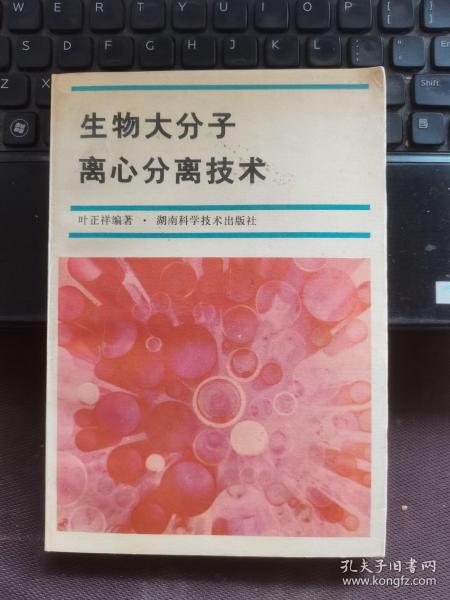 W E R T Y U I O P
D F G H J K L
Z X C Shift
生物大分子
离心分离技术
叶正祥编著 · 湖南科学技术出版社
孔夫子旧书网
www.kongfz.com